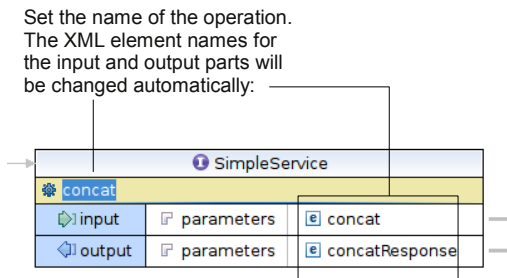 Set the name of the operation.
The XML element names for
the input and output parts will
be changed automatically:
SimpleService
concat
input parameters concat
output parameters concatResponse